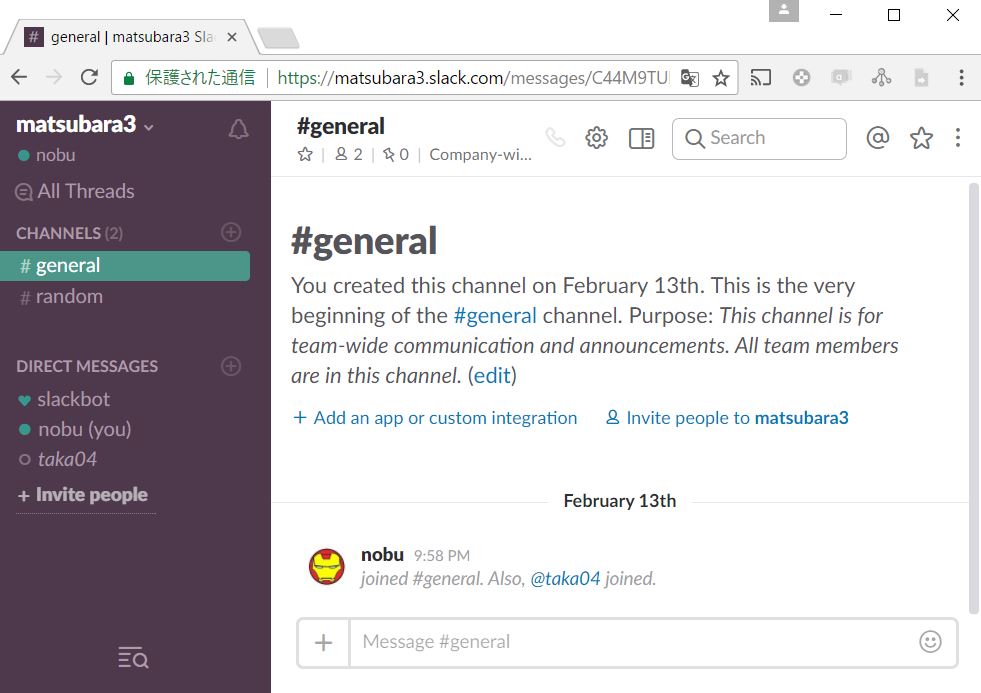 # general | matsubara3 Sla
保護された通信 https://matsubara3.slack.com/messages/C44M9TU
matsubara3
nobu
All Threads
CHANNELS (2)
# general
# random
DIRECT MESSAGES
slackbot
nobu (you)
taka04
+ Invite people
#general
2 | 0 | Company-wi...
Search
#general
You created this channel on February 13th. This is the very
beginning of the #general channel. Purpose: This channel is for
team-wide communication and announcements. All team members
are in this channel. (edit)
+ Add an app or custom integration Invite people to matsubara3
February 13th
nobu 9:58 PM
joined #general. Also, @taka04 joined.
+ Message #general